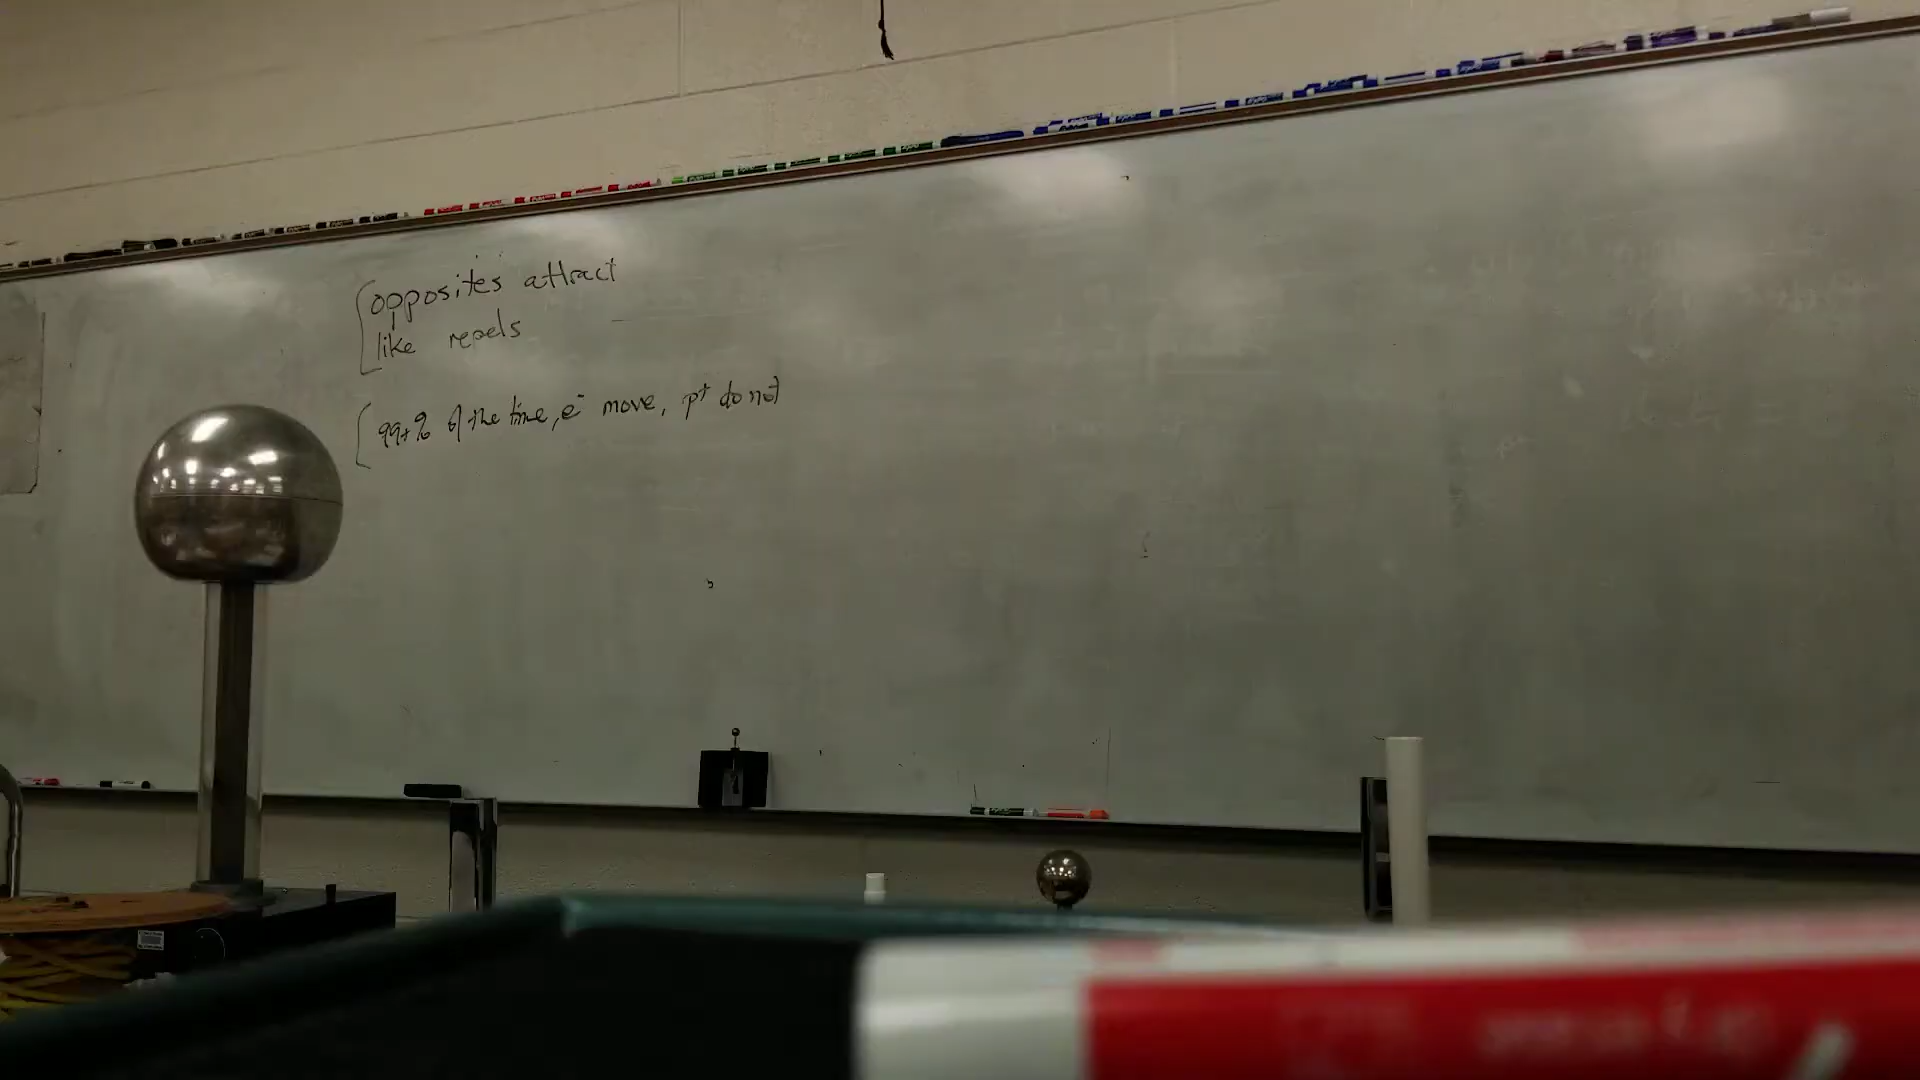 opposites attract
like repels
99+% of the time, e⁻ move, p⁺ do not